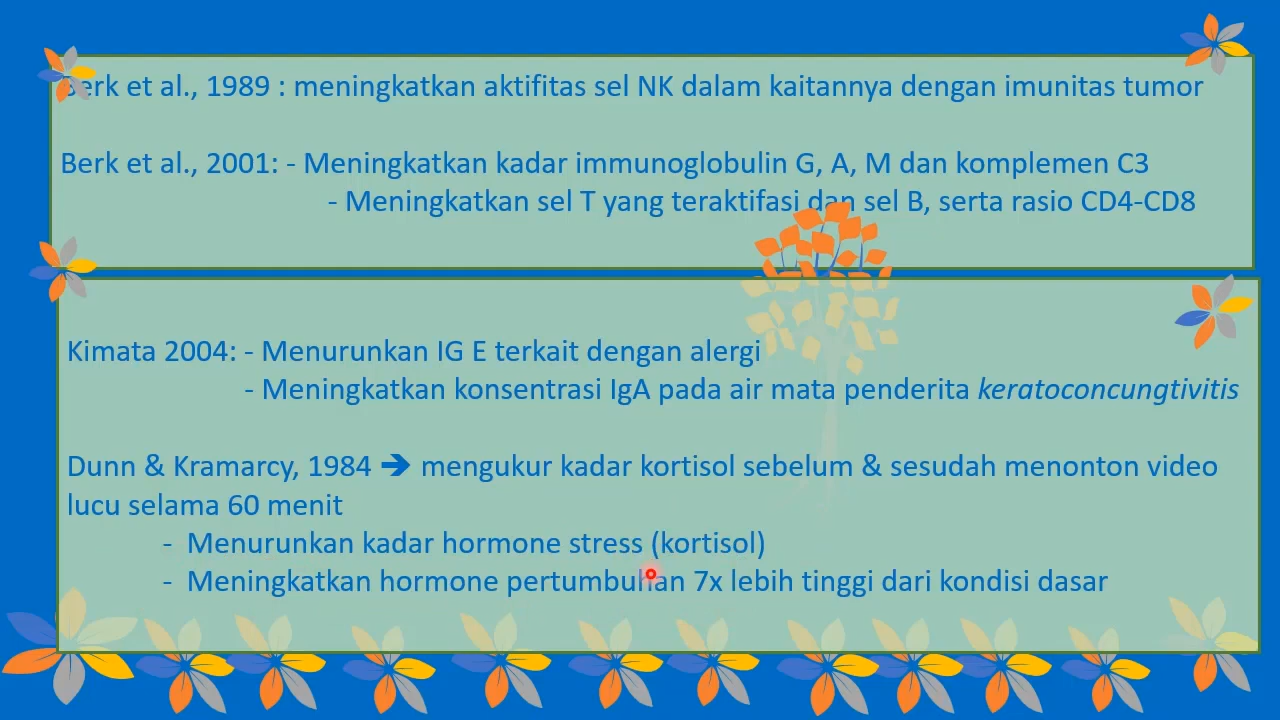 Berk et al., 1989 : meningkatkan aktifitas sel NK dalam kaitannya dengan imunitas tumor
Berk et al., 2001: - Meningkatkan kadar immunoglobulin G, A, M dan komplemen C3
- Meningkatkan sel T yang teraktifasi dan sel B, serta rasio CD4-CD8
Kimata 2004: - Menurunkan IG E terkait dengan alergi
- Meningkatkan konsentrasi IgA pada air mata penderita keratoconcungtivitis
Dunn & Kramarcy, 1984 ➔ mengukur kadar kortisol sebelum & sesudah menonton video
lucu selama 60 menit
- Menurunkan kadar hormone stress (kortisol)
- Meningkatkan hormone pertumbuhan 7x lebih tinggi dari kondisi dasar